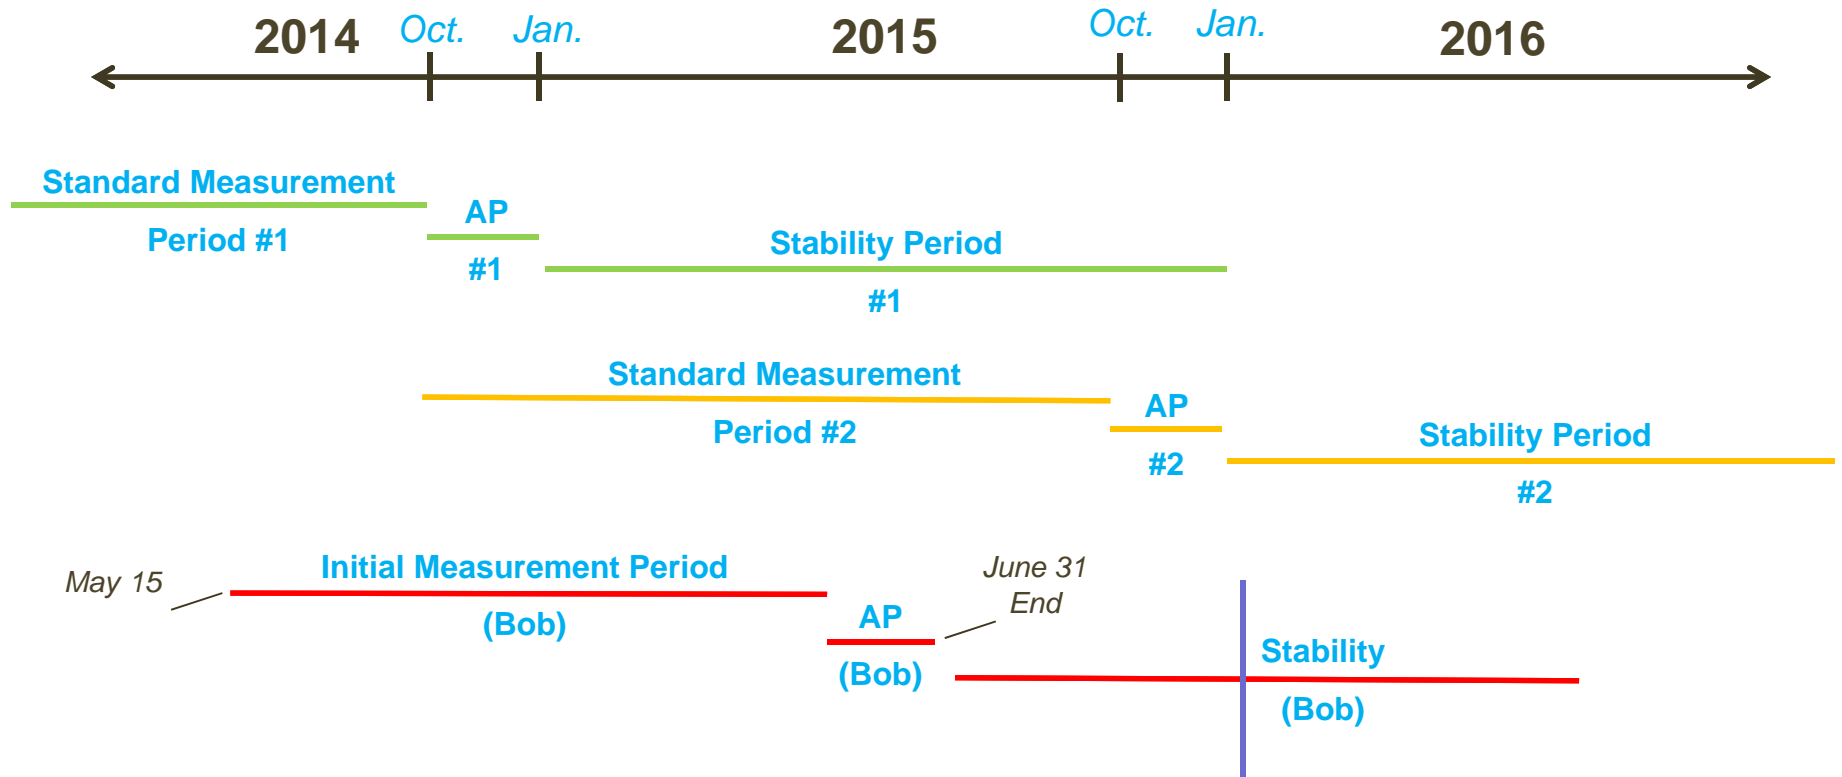 2014 Oct. Jan. 2015 Oct. Jan. 2016
Standard Measurement
Period #1
AP
#1
Stability Period
#1
Standard Measurement
Period #2
AP
#2
Stability Period
#2
May 15
Initial Measurement Period
(Bob)
AP
(Bob)
June 31
End
Stability
(Bob)